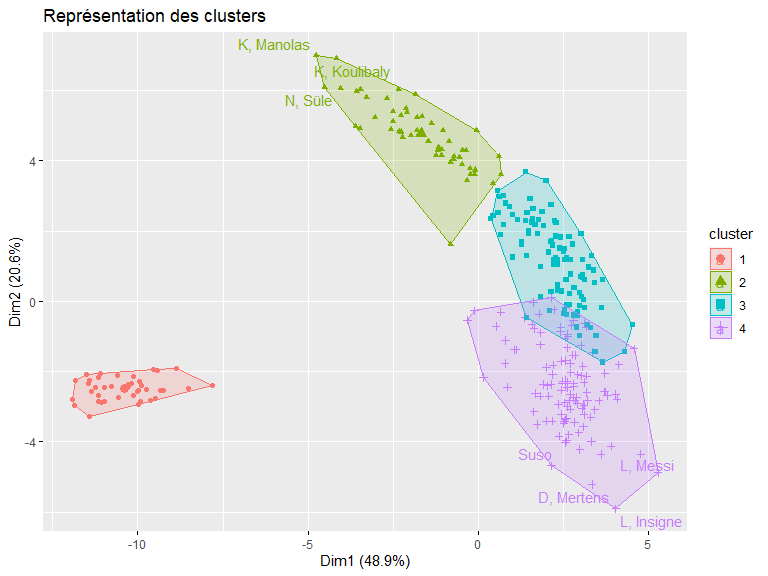 Représentation des clusters
K, Manolas
K, Koulibaly
N, Süle
4
0
-4
Dim2 (20.6%)
Suso
L, Messi
D, Mertens
L, Insigne
-10
-5
0
5
Dim1 (48.9%)
cluster
1
2
3
4